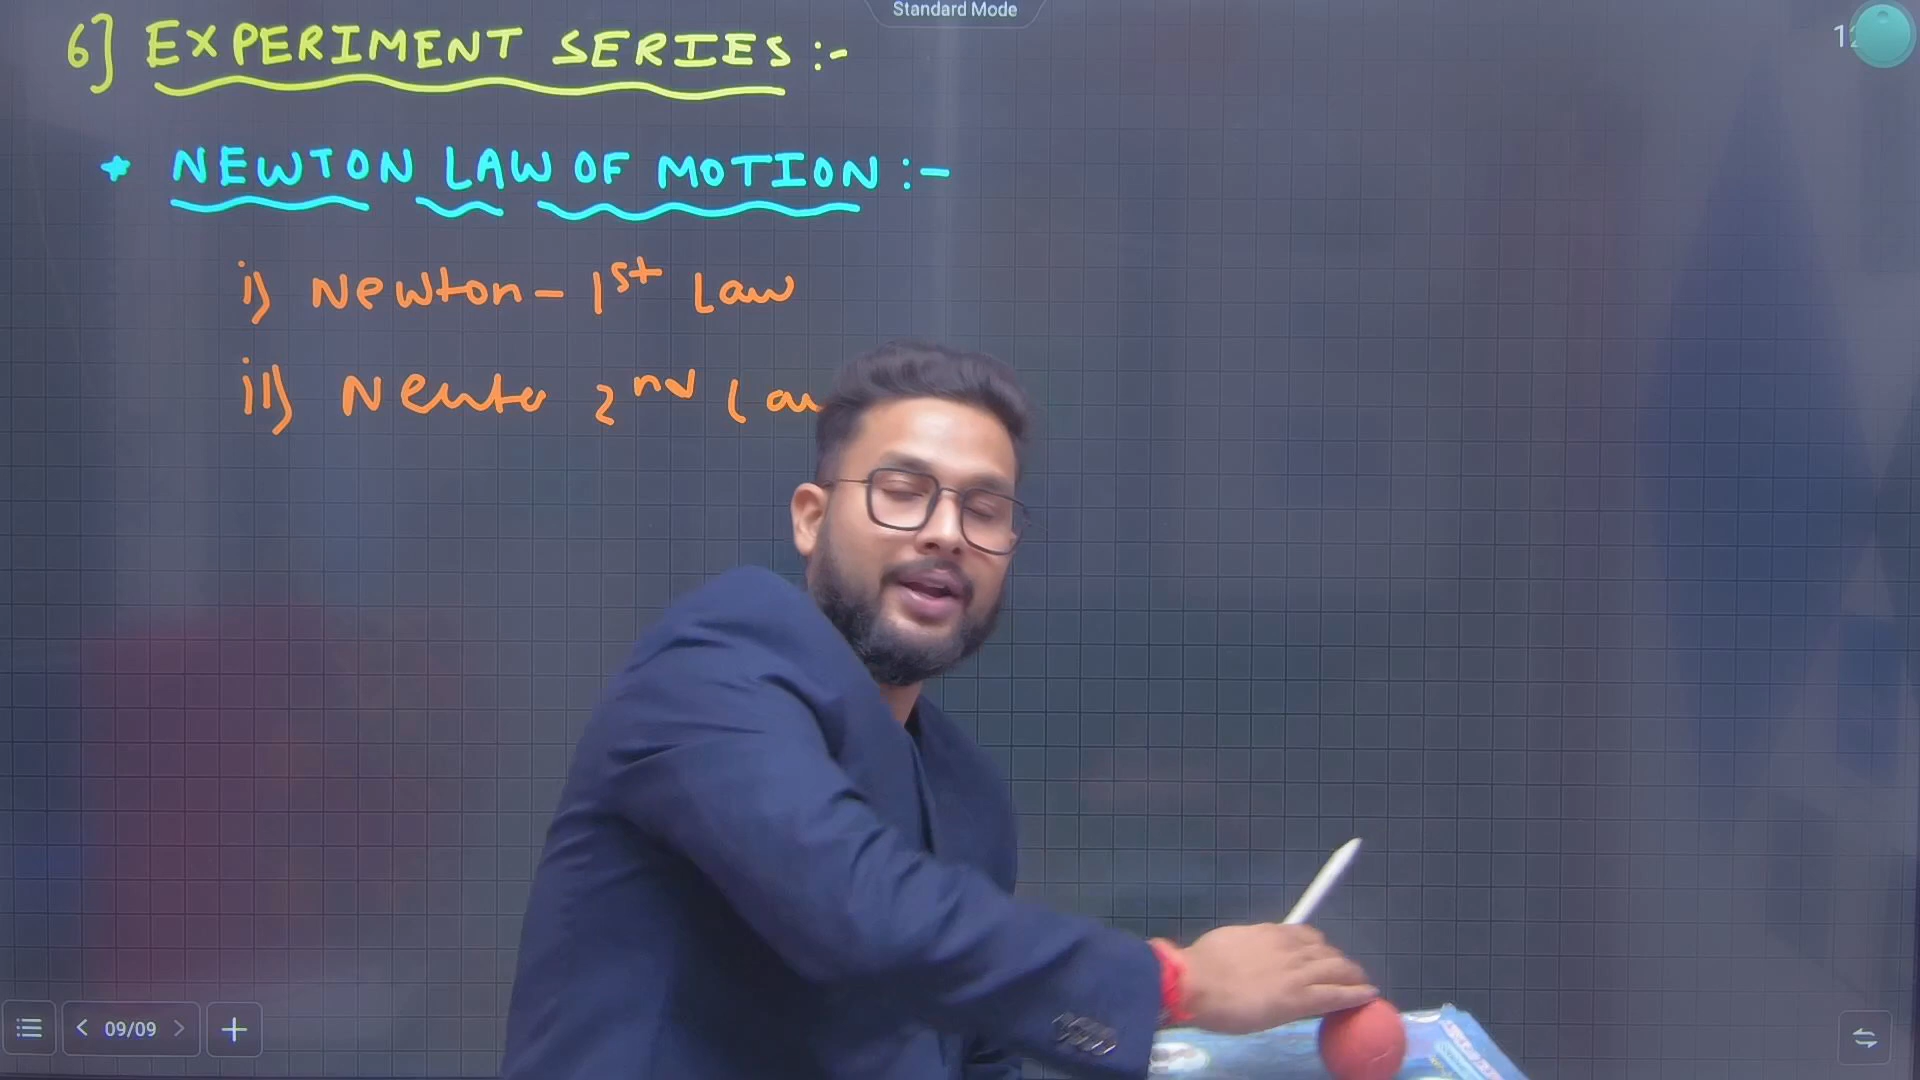 Standard Mode
6] EXPERIMENT SERIES :-
* NEWTON LAW OF MOTION :-
i) Newton - 1st Law
ii) Newto 2nd
09/09